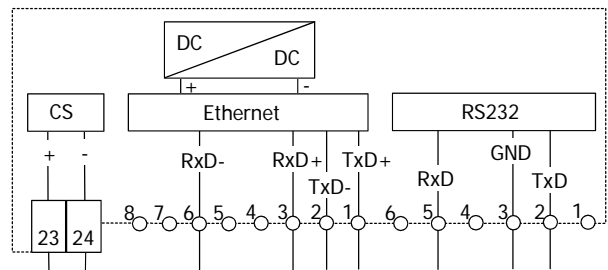 DC
DC
+ -
CS Ethernet RS232
+ - RxD- RxD+ TxD+ GND
TxD- RxD TxD
8 7 6 5 4 3 2 1 6 5 4 3 2 1
23 24